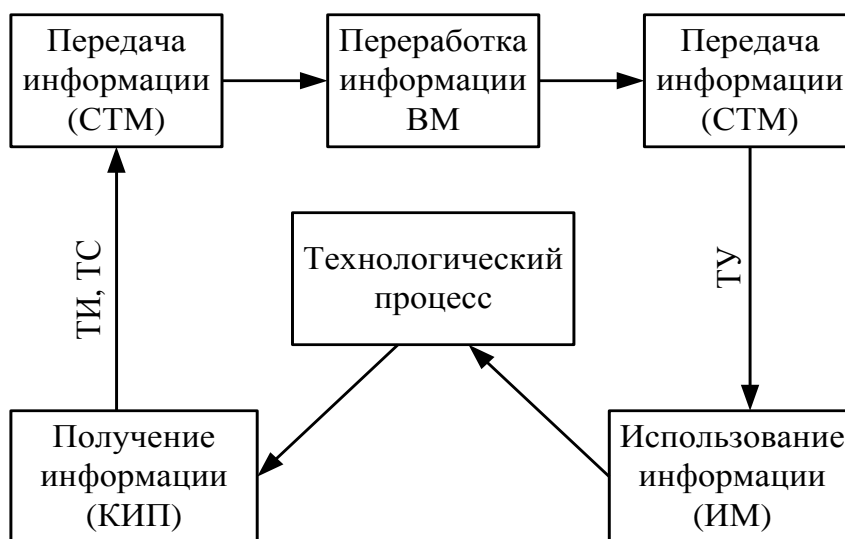 Передача
информации
(СТМ)
Переработка
информации
ВМ
Передача
информации
(СТМ)
ТИ, ТС
Технологический
процесс
ТУ
Получение
информации
(КИП)
Использование
информации
(ИМ)